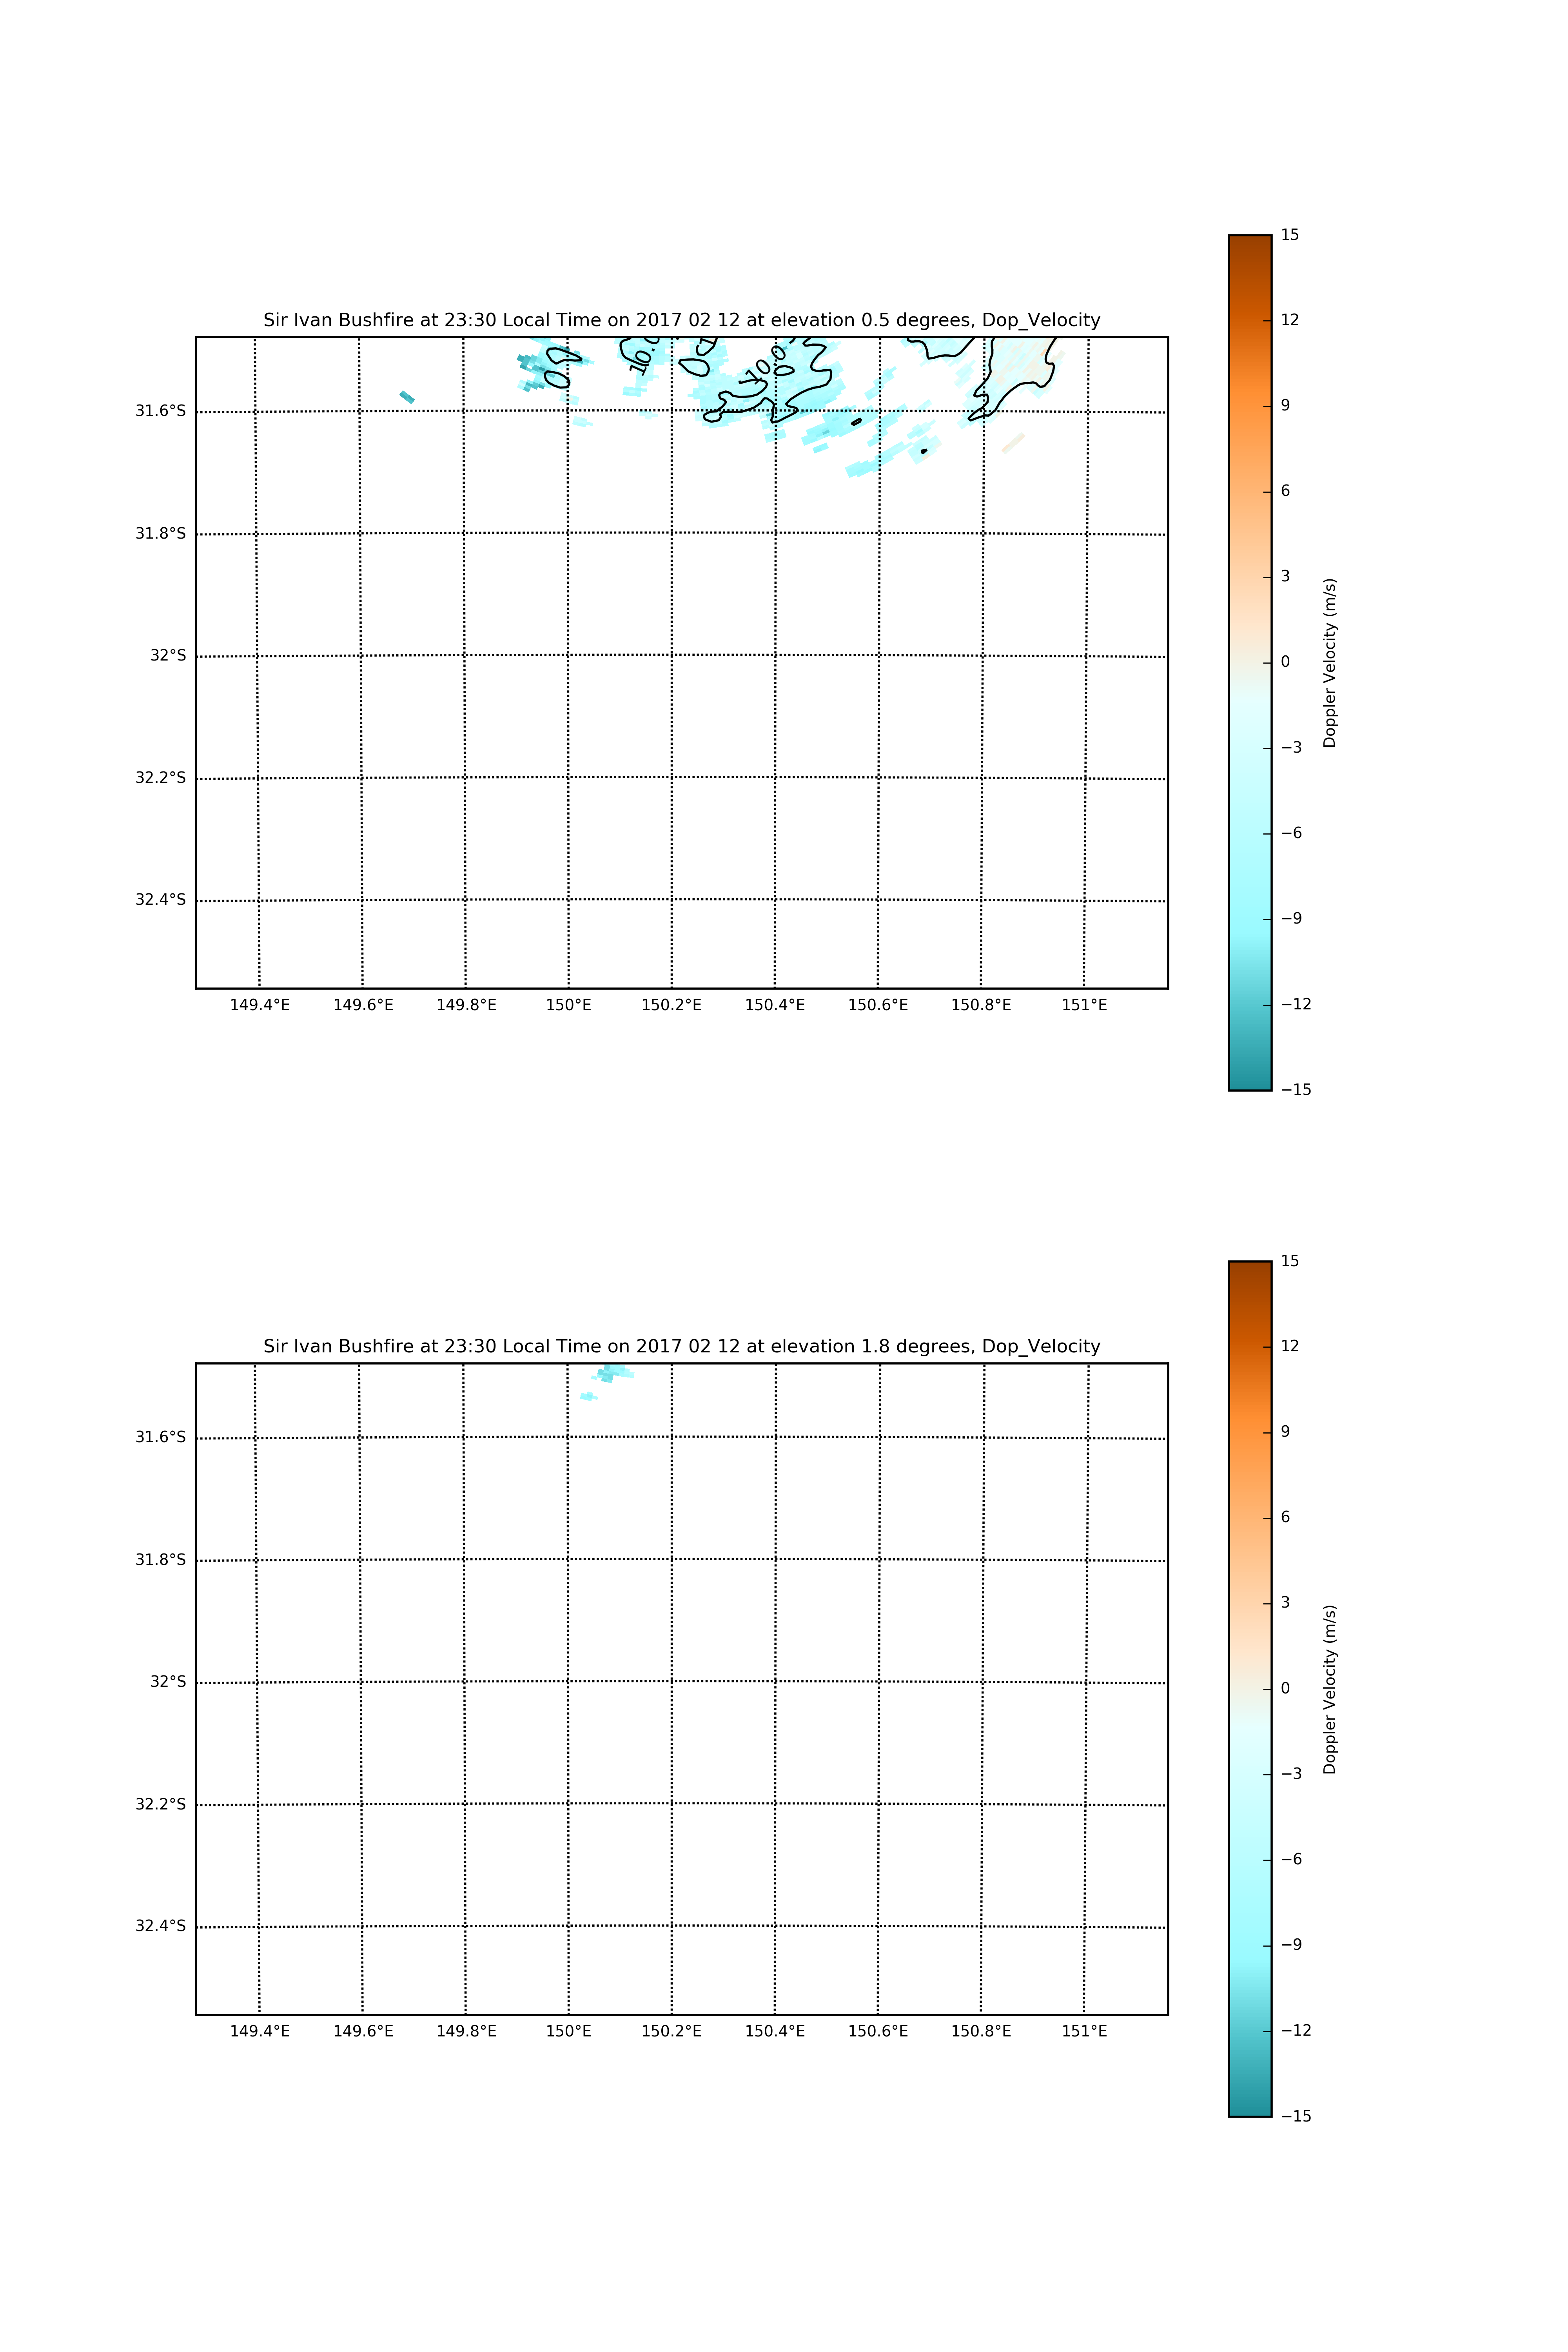 Sir Ivan Bushfire at 23:30 Local Time on 2017 02 12 at elevation 0.5 degrees, Dop_Velocity
31.6°S
31.8°S
32°S
32.2°S
32.4°S
149.4°E 149.6°E 149.8°E 150°E 150.2°E 150.4°E 150.6°E 150.8°E 151°E
15
12
9
6
3
0
−3
−6
−9
−12
−15
Doppler Velocity (m/s)
Sir Ivan Bushfire at 23:30 Local Time on 2017 02 12 at elevation 1.8 degrees, Dop_Velocity
31.6°S
31.8°S
32°S
32.2°S
32.4°S
149.4°E 149.6°E 149.8°E 150°E 150.2°E 150.4°E 150.6°E 150.8°E 151°E
15
12
9
6
3
0
−3
−6
−9
−12
−15
Doppler Velocity (m/s)